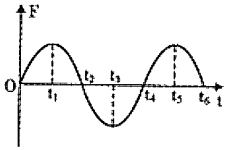 F
O t₁ t₂ t₃ t₄ t₅ t₆ t